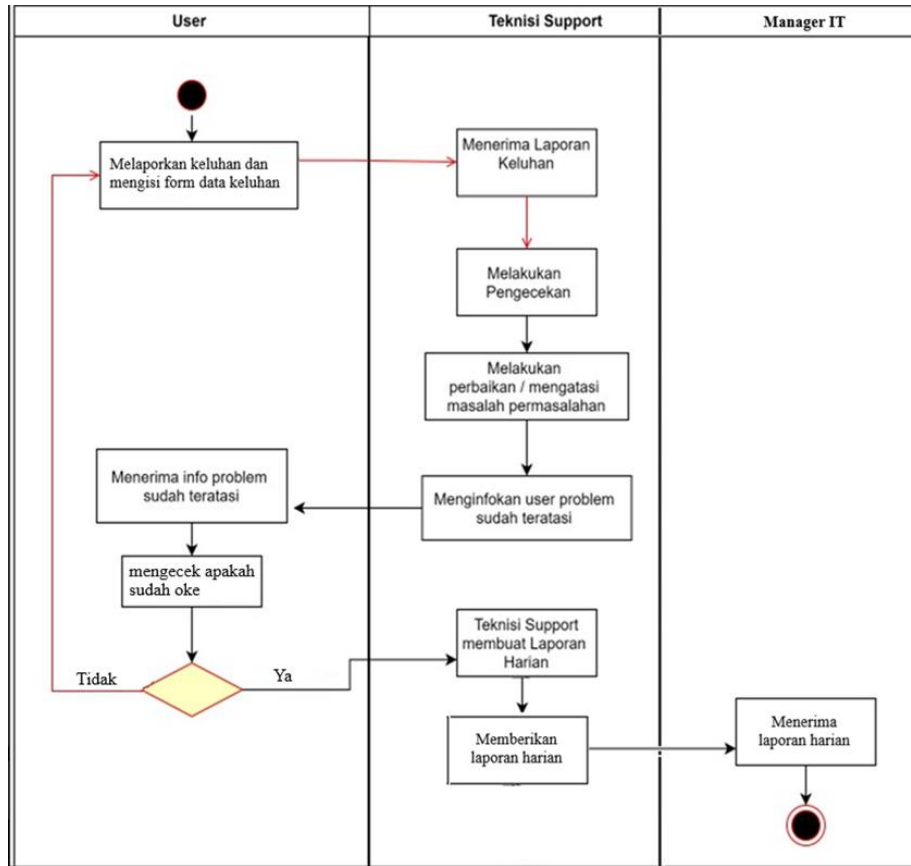 User
Teknisi Support
Manager IT
Melaporkan keluhan dan
mengisi form data keluhan
Menerima Laporan
Keluhan
Melakukan
Pengecekan
Melakukan
perbaikan / mengatasi
masalah permasalahan
Menginfokan user problem
sudah teratasi
Menerima info problem
sudah teratasi
mengecek apakah
sudah oke
Tidak
Ya
Teknisi Support
membuat Laporan
Harian
Memberikan
laporan harian
Menerima
laporan harian